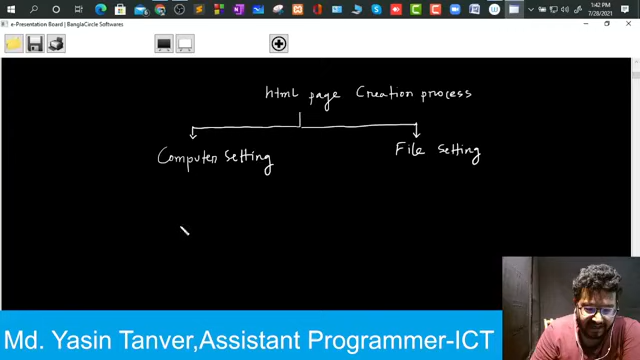 1:42 PM
7/28/2021
e-Presentation Board | BanglaCircle Softwares
Html page Creation process
Computer setting
File setting
Md. Yasin Tanver,Assistant Programmer-ICT